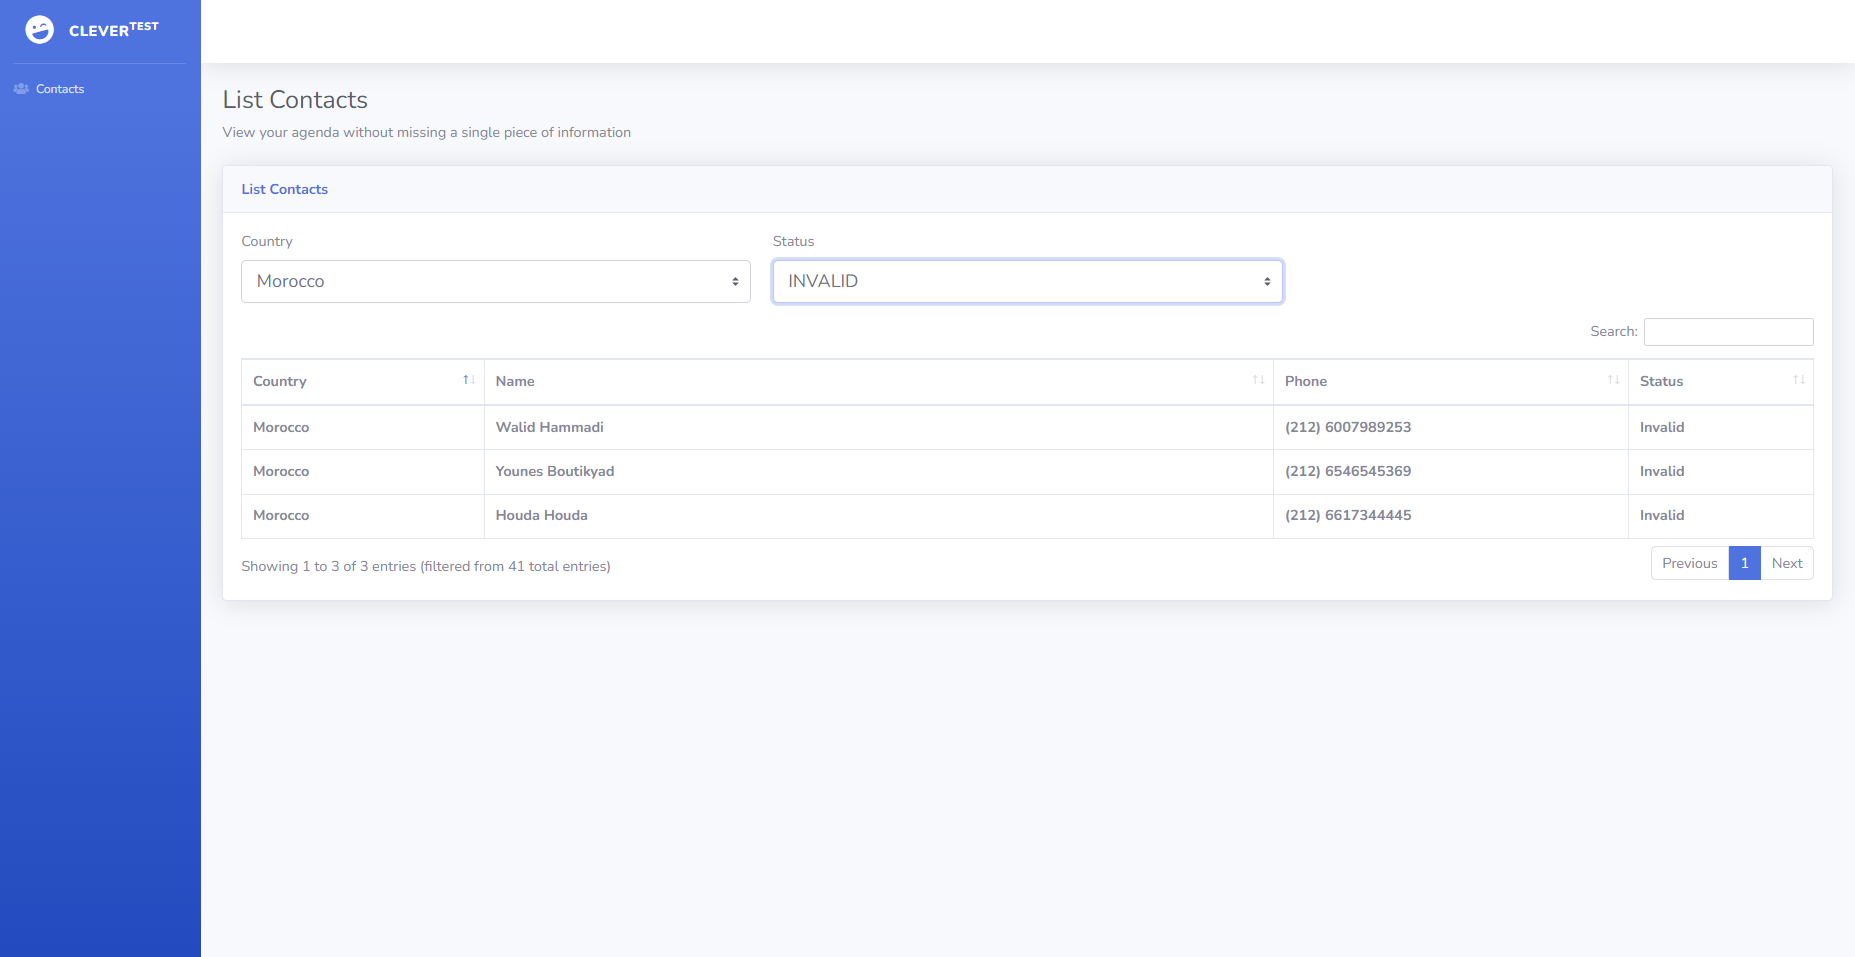 CLEVERTEST
Contacts
List Contacts
View your agenda without missing a single piece of information
List Contacts
Country Status
Morocco INVALID
Search:
Country Name Phone Status
Morocco Walid Hammadi (212) 6007989253 Invalid
Morocco Younes Boutikyad (212) 6546545369 Invalid
Morocco Houda Houda (212) 6617344445 Invalid
Showing 1 to 3 of 3 entries (filtered from 41 total entries)
Previous 1 Next